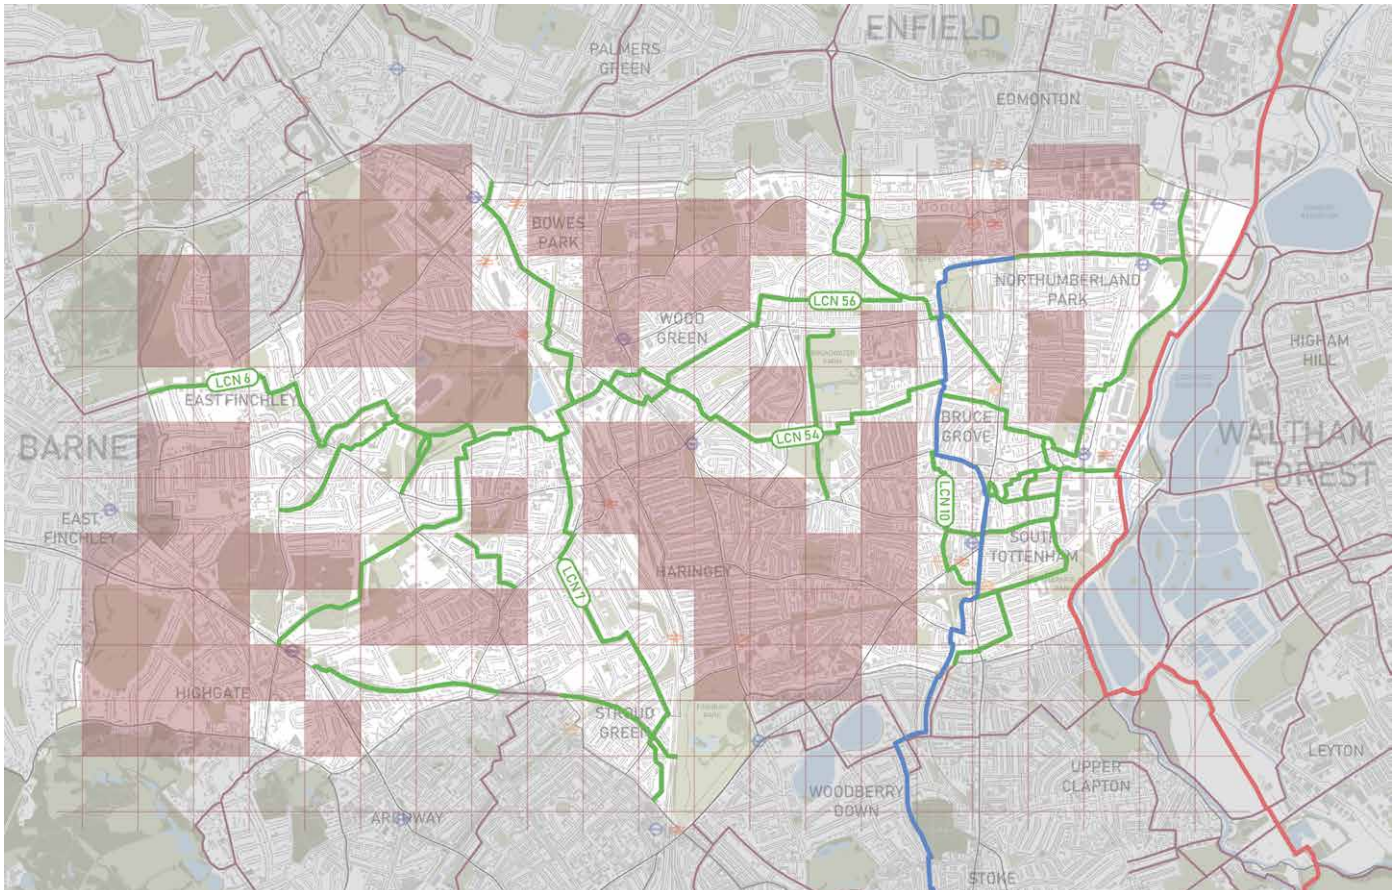 ENFIELD
PALMERS
GREEN
EDMONTON
BOWES
PARK
NORTHUMBERLAND
PARK
LCN 56
WOOD
GREEN
HIGHAM
HILL
LCN 6
EAST FINCHLEY
BARNET
BRUCE
GROVE
LCN 54
WALTHAM
FOREST
LCN 10
EAST
FINCHLEY
SOUTH
TOTTENHAM
HARINGEY
LCN 7
HIGHGATE
STROUD
GREEN
LEYTON
UPPER
CLAPTON
WOODBERRY
DOWN
ARCHWAY
STOKE